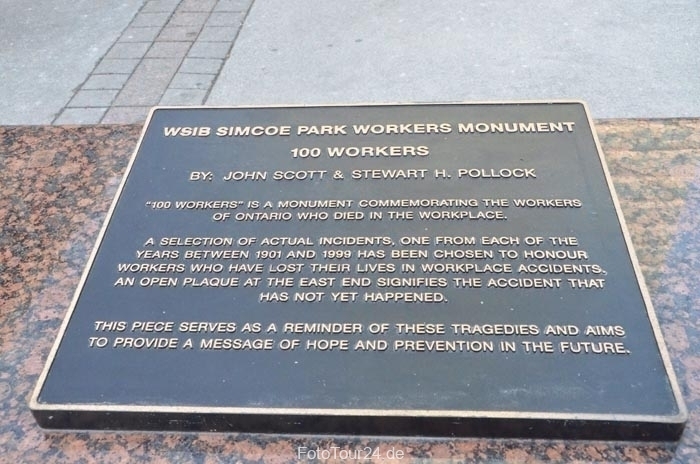 WSIB SIMCOE PARK WORKERS MONUMENT
100 WORKERS
BY: JOHN SCOTT & STEWART H. POLLOCK
"100 WORKERS" IS A MONUMENT COMMEMORATING THE WORKERS
OF ONTARIO WHO DIED IN THE WORKPLACE.
A SELECTION OF ACTUAL INCIDENTS, ONE FROM EACH OF THE
YEARS BETWEEN 1901 AND 1999 HAS BEEN CHOSEN TO HONOUR
WORKERS WHO HAVE LOST THEIR LIVES IN WORKPLACE ACCIDENTS.
AN OPEN PLAQUE AT THE EAST END SIGNIFIES THE ACCIDENT THAT
HAS NOT YET HAPPENED.
THIS PIECE SERVES AS A REMINDER OF THESE TRAGEDIES AND AIMS
TO PROVIDE A MESSAGE OF HOPE AND PREVENTION IN THE FUTURE.
FotoTour24.de